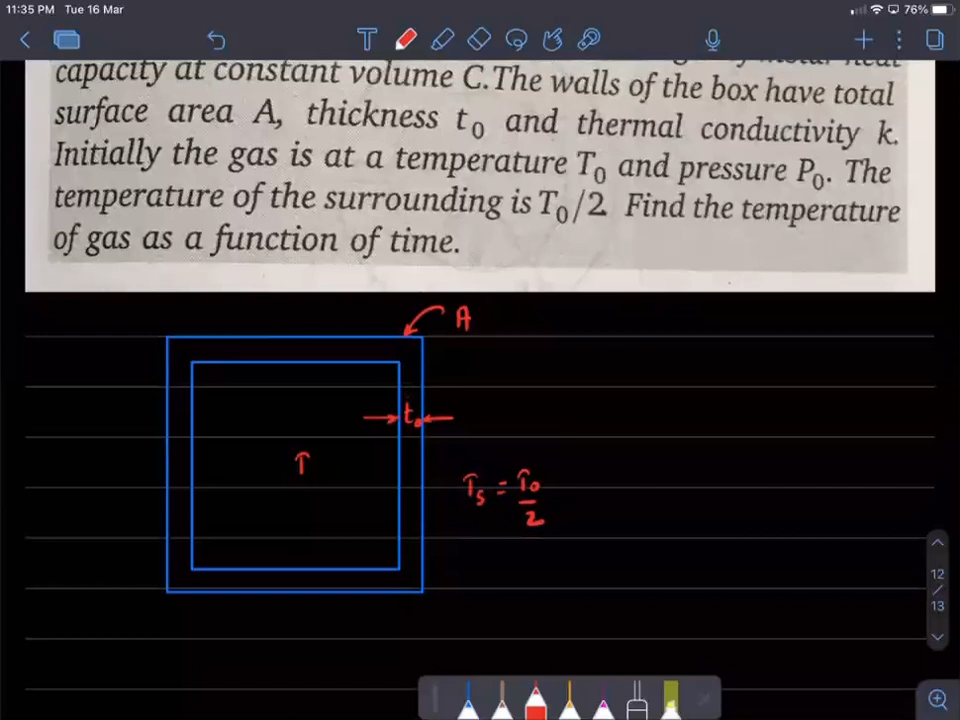 11:35 PM Tue 16 Mar
76%
T
capacity at constant volume C.The walls of the box have total
surface area A, thickness t0 and thermal conductivity k.
Initially the gas is at a temperature T0 and pressure P0. The
temperature of the surrounding is T0/2 Find the temperature
of gas as a function of time.
A
t0
T
Ts = T0/2
12
/
13